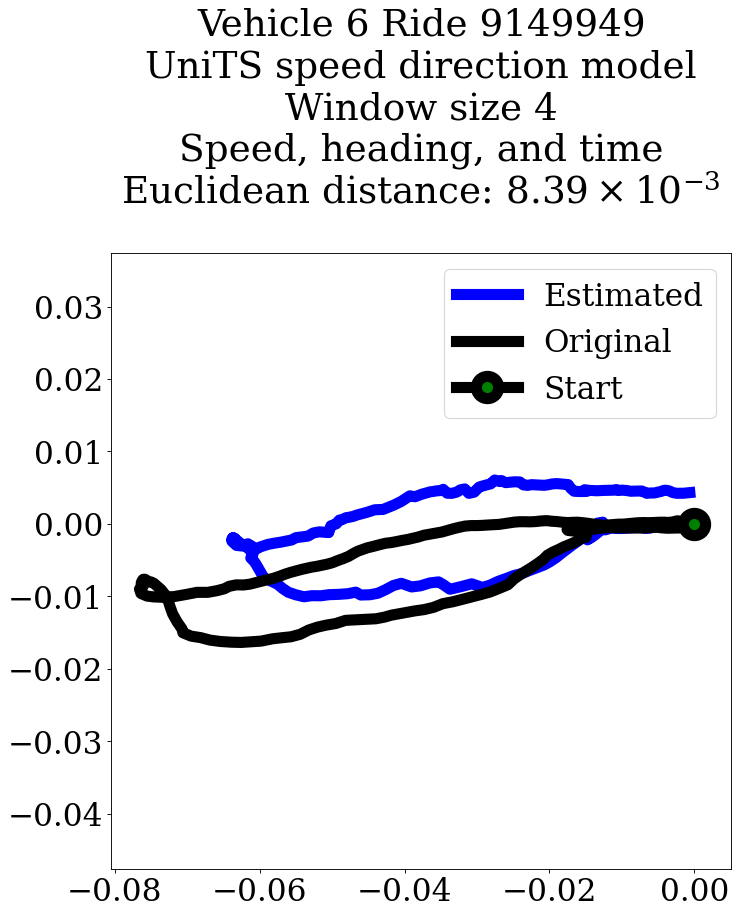 Vehicle 6 Ride 9149949
UniTS speed direction model
Window size 4
Speed, heading, and time
Euclidean distance: 8.39 × 10⁻³
Estimated
Original
Start
0.03
0.02
0.01
0.00
−0.01
−0.02
−0.03
−0.04
−0.08 −0.06 −0.04 −0.02 0.00